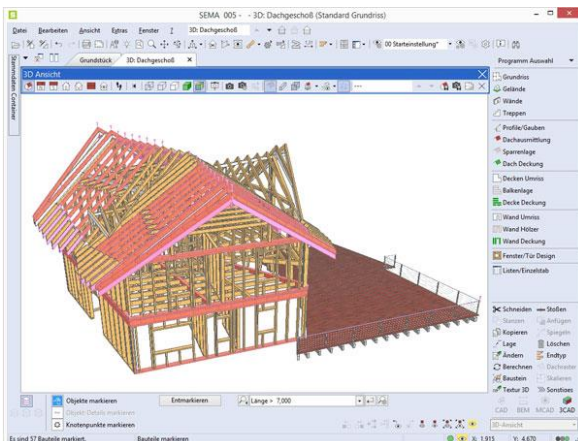 SEMA 005 - - 3D: Dachgeschoß (Standard Grundriss)
Datei Bearbeiten Ansicht Extras Fenster ? 3D: Dachgeschoß
00 Starteinstellung*
Grundstück 3D: Dachgeschoß
Programm Auswahl
Stammdaten Container
3D Ansicht
Grundriss
Gelände
Wände
Treppen
Profile/Gauben
Dachausmittlung
Sparrenlage
Dach Deckung
Decken Umriss
Balkenlage
Decke Deckung
Wand Umriss
Wand Hölzer
Wand Deckung
Fenster/Tür Design
Listen/Einzelstab
Schneiden Stoßen
Stanzen Anfügen
Kopieren Spiegeln
Lage Löschen
Ändern Endtyp
Berechnen Dachraster
Baustein Skalieren
Textur 3D Sonstiges
CAD BEM MCAD 3CAD
Objekte markieren Entmarkieren Länge > 7,000
Objekt Details markieren
Knotenpunkte markieren
3D-Ansicht
Es sind 57 Bauteile markiert. Bauteile markieren X: 1,915 Y: 4,670